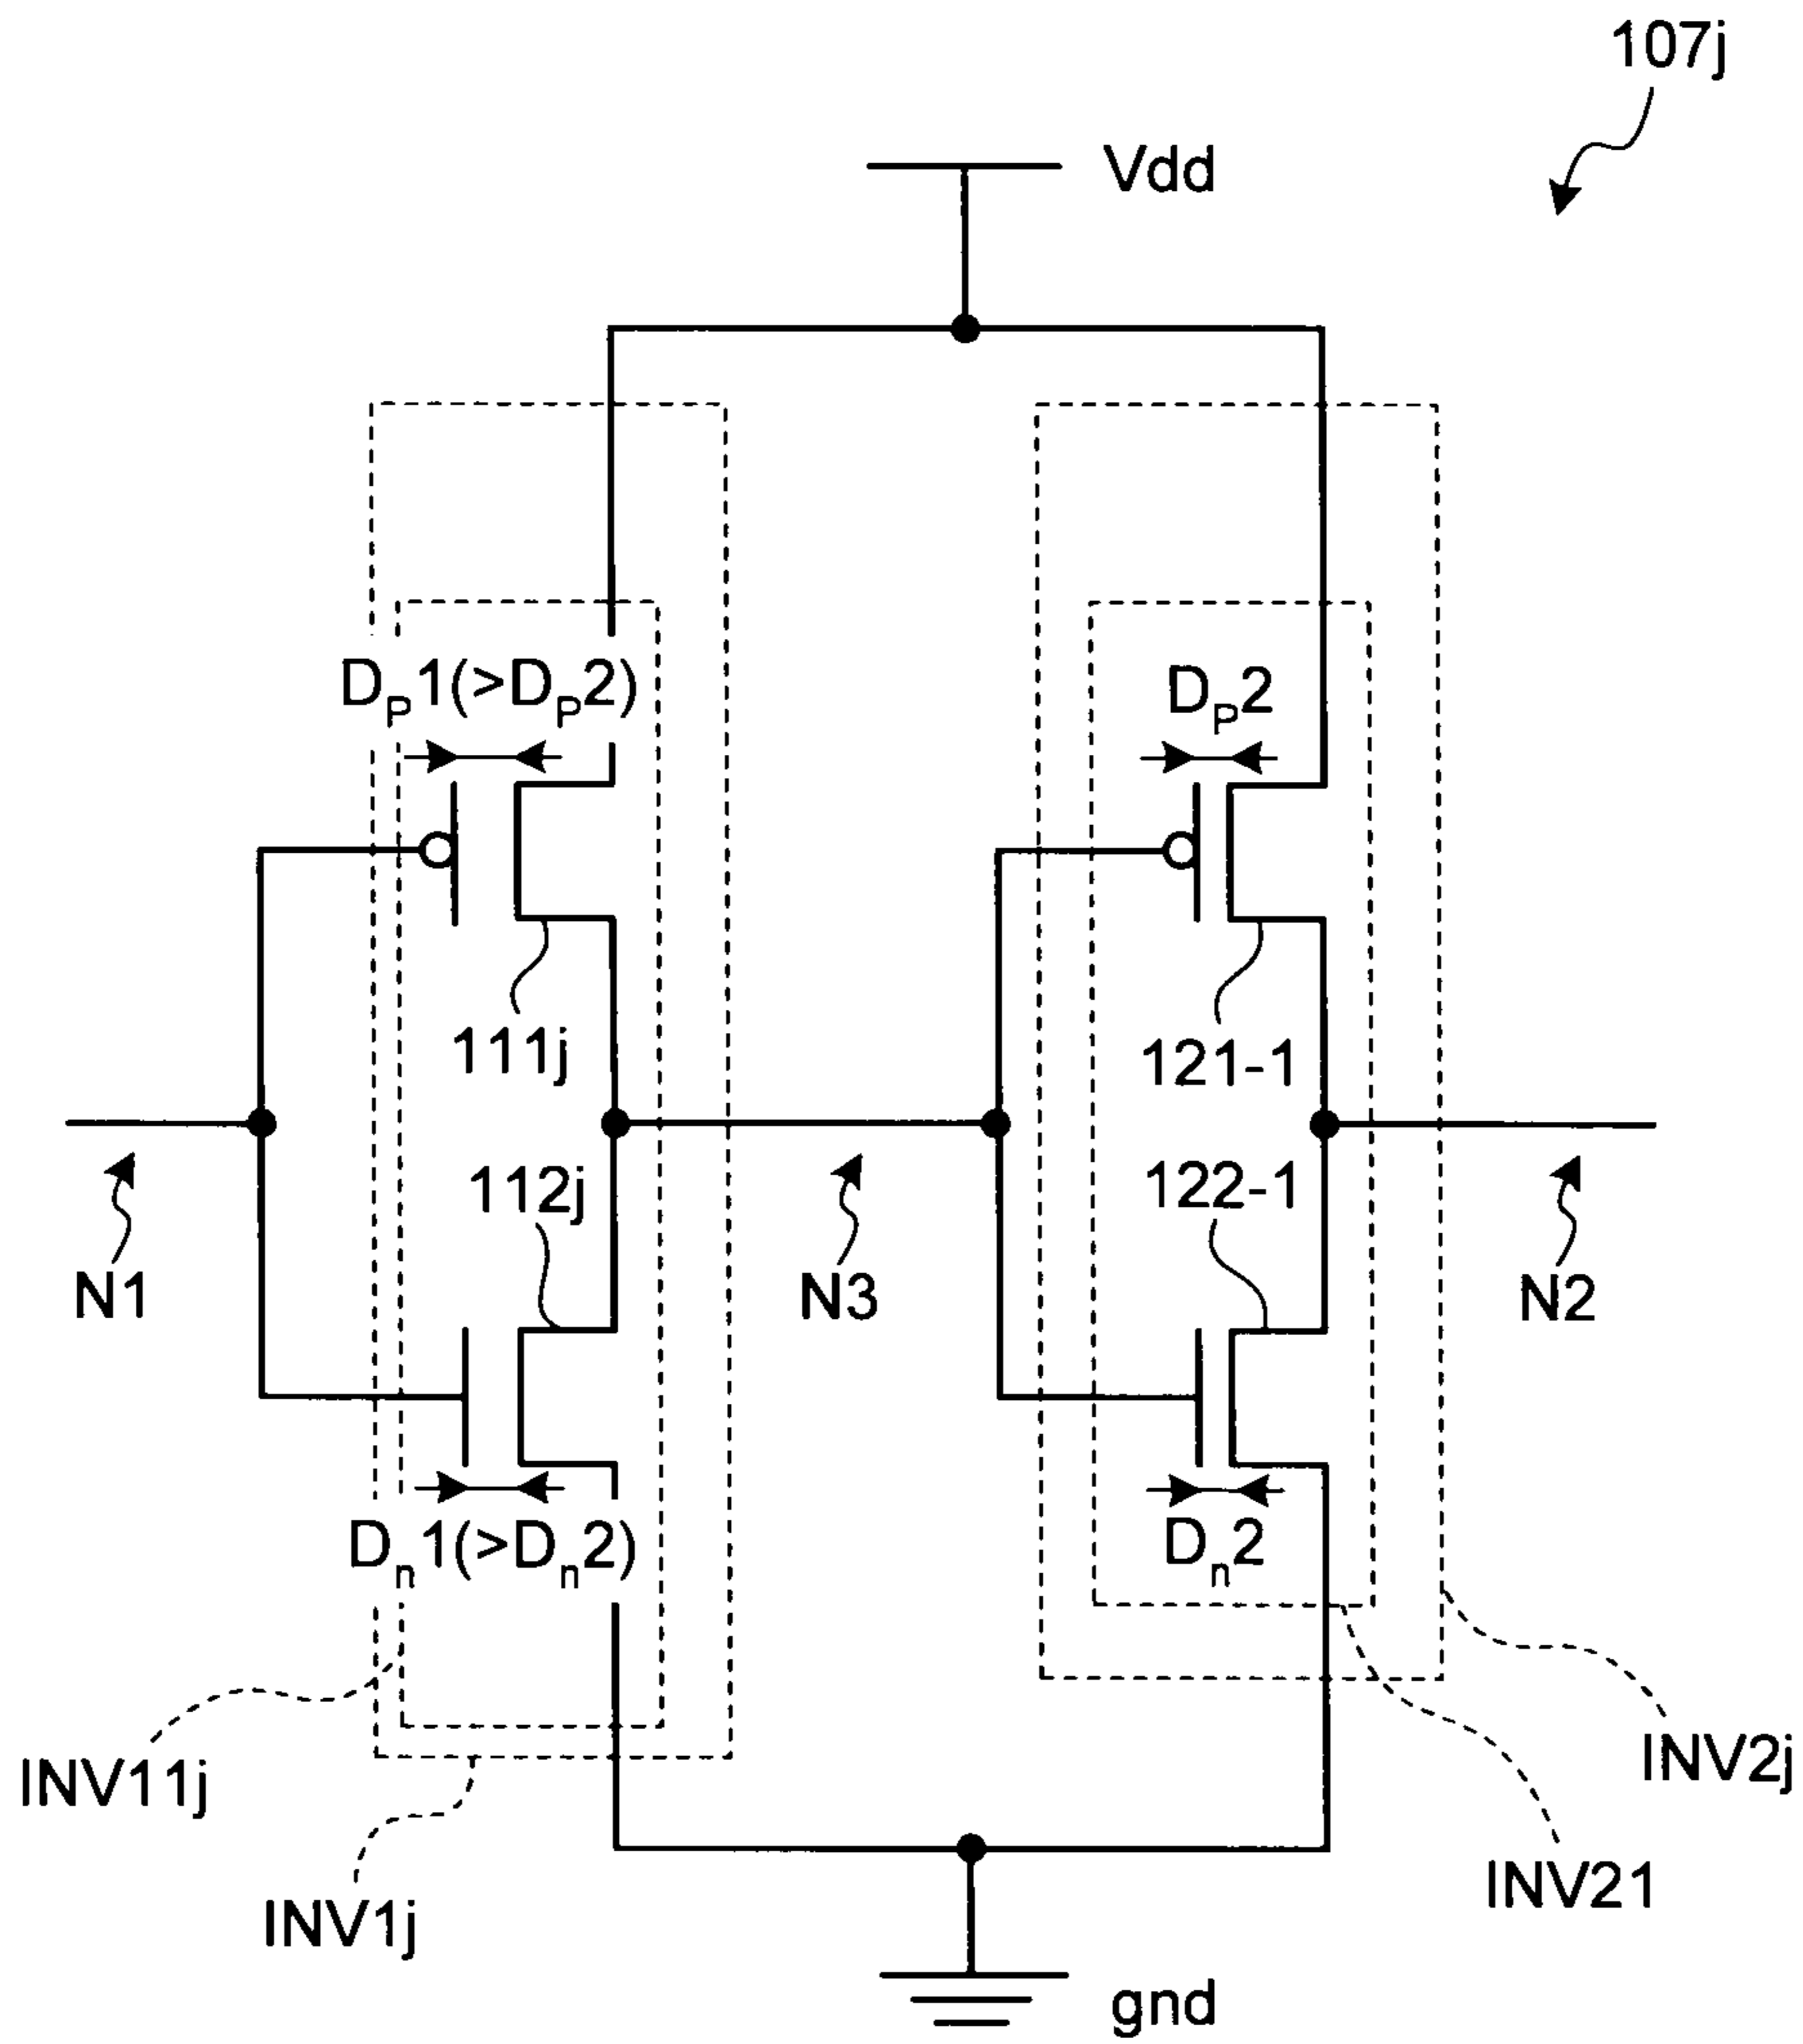 107j
Vdd
DP1(>DP2)
DP2
111j
121-1
112j
122-1
N1
N3
N2
Dn1(>Dn2)
Dn2
INV11j
INV2j
INV21
INV1j
gnd